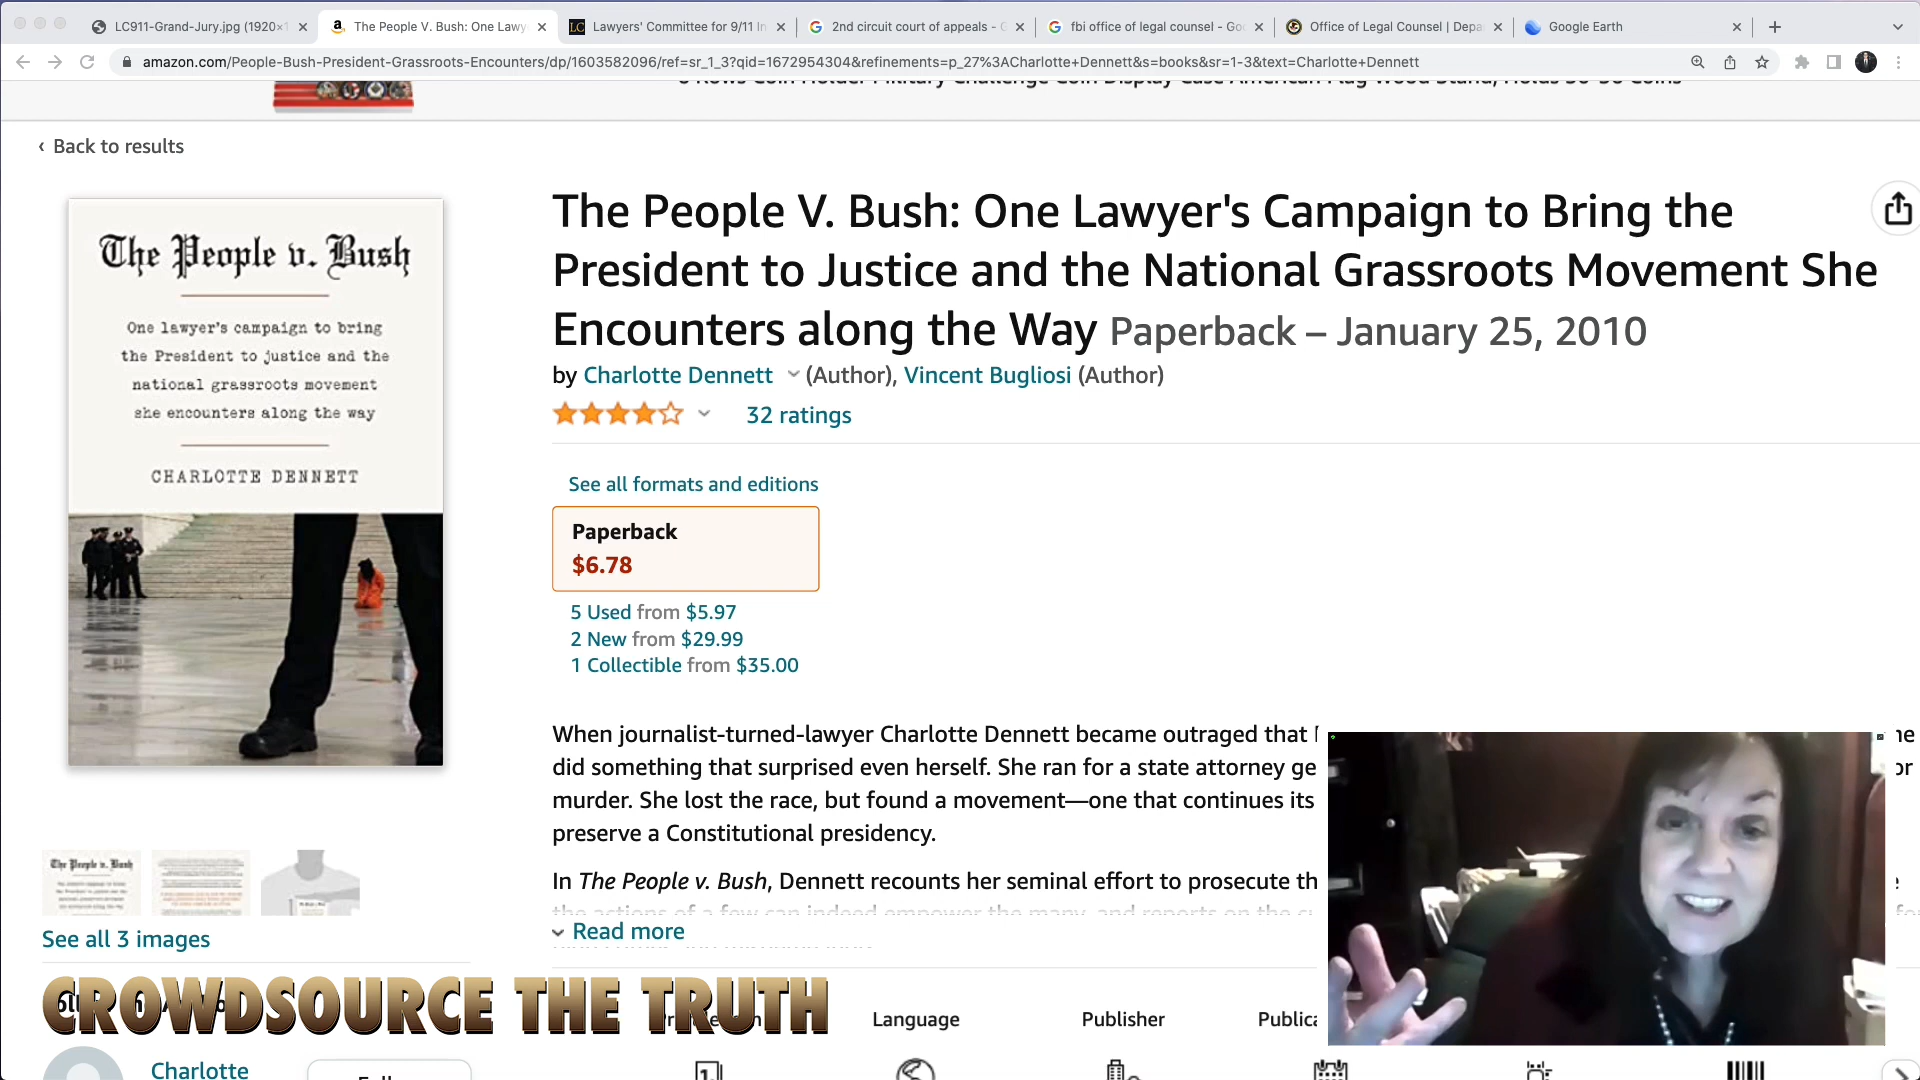 LC911-Grand-Jury.jpg (1920×1
The People V. Bush: One Lawy
Lawyers' Committee for 9/11 In
2nd circuit court of appeals - G
fbi office of legal counsel - Goo
Office of Legal Counsel | Depa
Google Earth
amazon.com/People-Bush-President-Grassroots-Encounters/dp/1603582096/ref=sr_1_3?qid=1672954304&refinements=p_27%3ACharlotte+Dennett&s=books&sr=1-3&text=Charlotte+Dennett
‹ Back to results
The People v. Bush
One lawyer's campaign to bring
the President to justice and the
national grassroots movement
she encounters along the way
CHARLOTTE DENNETT
The People V. Bush: One Lawyer's Campaign to Bring the
President to Justice and the National Grassroots Movement She
Encounters along the Way Paperback – January 25, 2010
by Charlotte Dennett (Author), Vincent Bugliosi (Author)
32 ratings
See all formats and editions
Paperback
$6.78
5 Used from $5.97
2 New from $29.99
1 Collectible from $35.00
When journalist-turned-lawyer Charlotte Dennett became outraged that
did something that surprised even herself. She ran for a state attorney ge
murder. She lost the race, but found a movement—one that continues its
preserve a Constitutional presidency.
In The People v. Bush, Dennett recounts her seminal effort to prosecute th
Read more
See all 3 images
CROWDSOURCE THE TRUTH
Language
Publisher
Publica
Charlotte